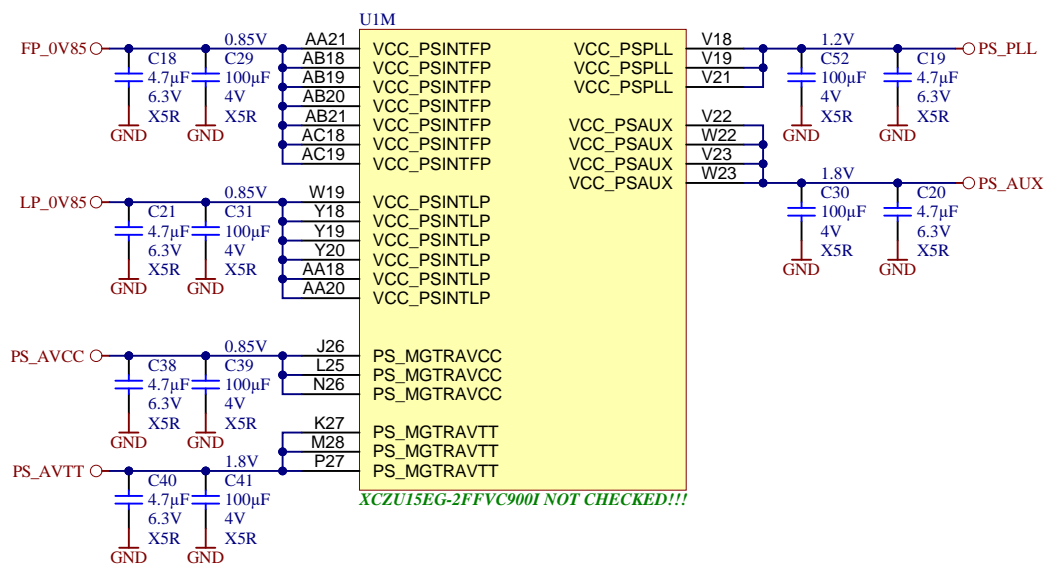 U1M
FP_0V85
0.85V
C18
4.7µF
6.3V
X5R
GND
C29
100µF
4V
X5R
GND
AA21 VCC_PSINTFP
AB18 VCC_PSINTFP
AB19 VCC_PSINTFP
AB20 VCC_PSINTFP
AB21 VCC_PSINTFP
AC18 VCC_PSINTFP
AC19 VCC_PSINTFP
LP_0V85
0.85V
C21
4.7µF
6.3V
X5R
GND
C31
100µF
4V
X5R
GND
W19 VCC_PSINTLP
Y18 VCC_PSINTLP
Y19 VCC_PSINTLP
Y20 VCC_PSINTLP
AA18 VCC_PSINTLP
AA20 VCC_PSINTLP
PS_AVCC
0.85V
C38
4.7µF
6.3V
X5R
GND
C39
100µF
4V
X5R
GND
J26 PS_MGTRAVCC
L25 PS_MGTRAVCC
N26 PS_MGTRAVCC
PS_AVTT
1.8V
C40
4.7µF
6.3V
X5R
GND
C41
100µF
4V
X5R
GND
K27 PS_MGTRAVTT
M28 PS_MGTRAVTT
P27 PS_MGTRAVTT
VCC_PSPLL V18
VCC_PSPLL V19
VCC_PSPLL V21
1.2V
PS_PLL
C52
100µF
4V
X5R
GND
C19
4.7µF
6.3V
X5R
GND
VCC_PSAUX V22
VCC_PSAUX W22
VCC_PSAUX V23
VCC_PSAUX W23
1.8V
PS_AUX
C30
100µF
4V
X5R
GND
C20
4.7µF
6.3V
X5R
GND
XCZU15EG-2FFVC900I NOT CHECKED!!!